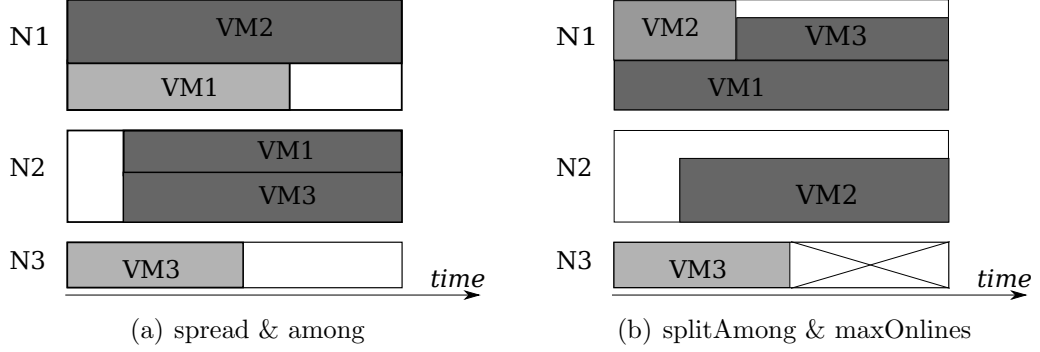 N1 VM2
VM1
N2 VM1
VM3
N3 VM3
time
(a) spread & among
N1 VM2 VM3
VM1
N2 VM2
N3 VM3
time
(b) splitAmong & maxOnlines